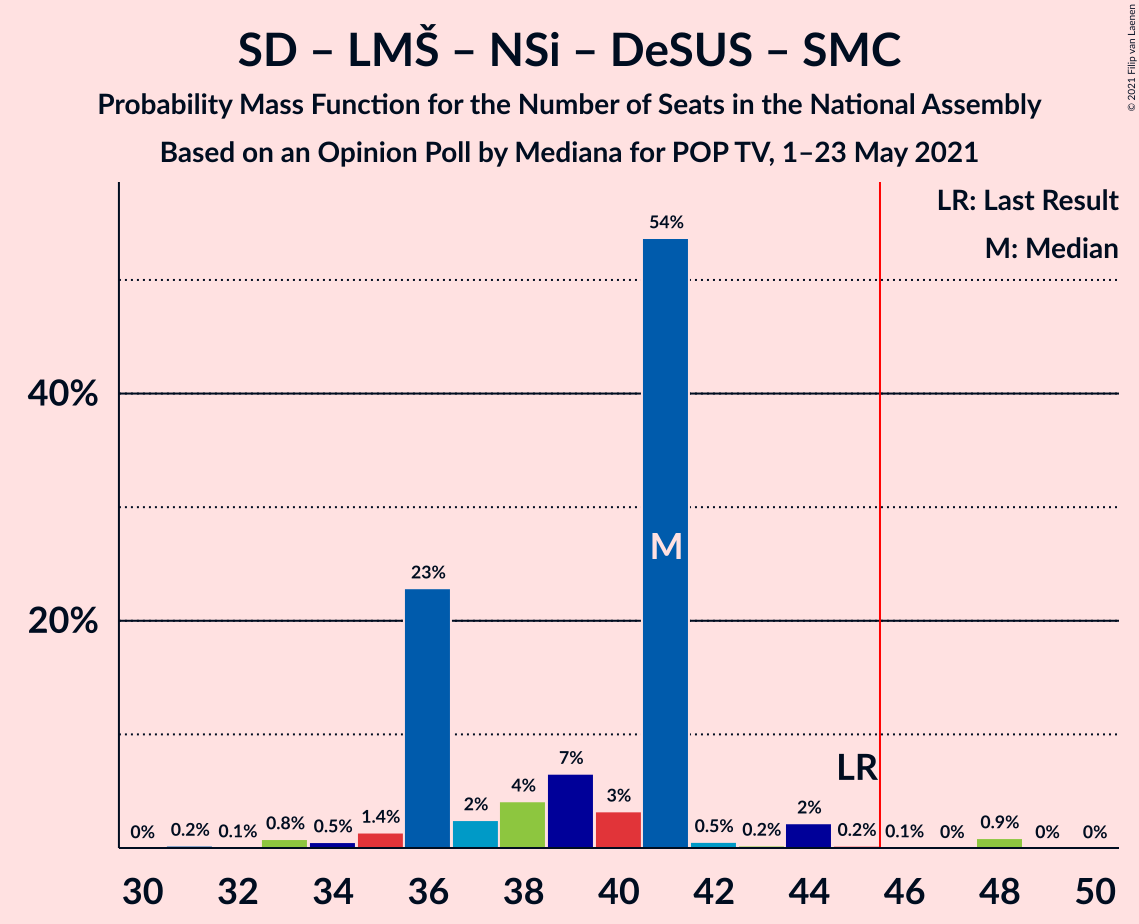 SD – LMŠ – NSi – DeSUS – SMC
Probability Mass Function for the Number of Seats in the National Assembly
Based on an Opinion Poll by Mediana for POP TV, 1–23 May 2021
© 2021 Filip van Laenen
LR: Last Result
M: Median
54%
40%
M
23%
20%
LR
7%
4%
3%
2%
2%
1.4%
0.8%
0.5%
0.2%
0.1%
0%
0.5%
0.2%
0.2%
0.1%
0%
0.9%
0%
0%
30 32 34 36 38 40 42 44 46 48 50